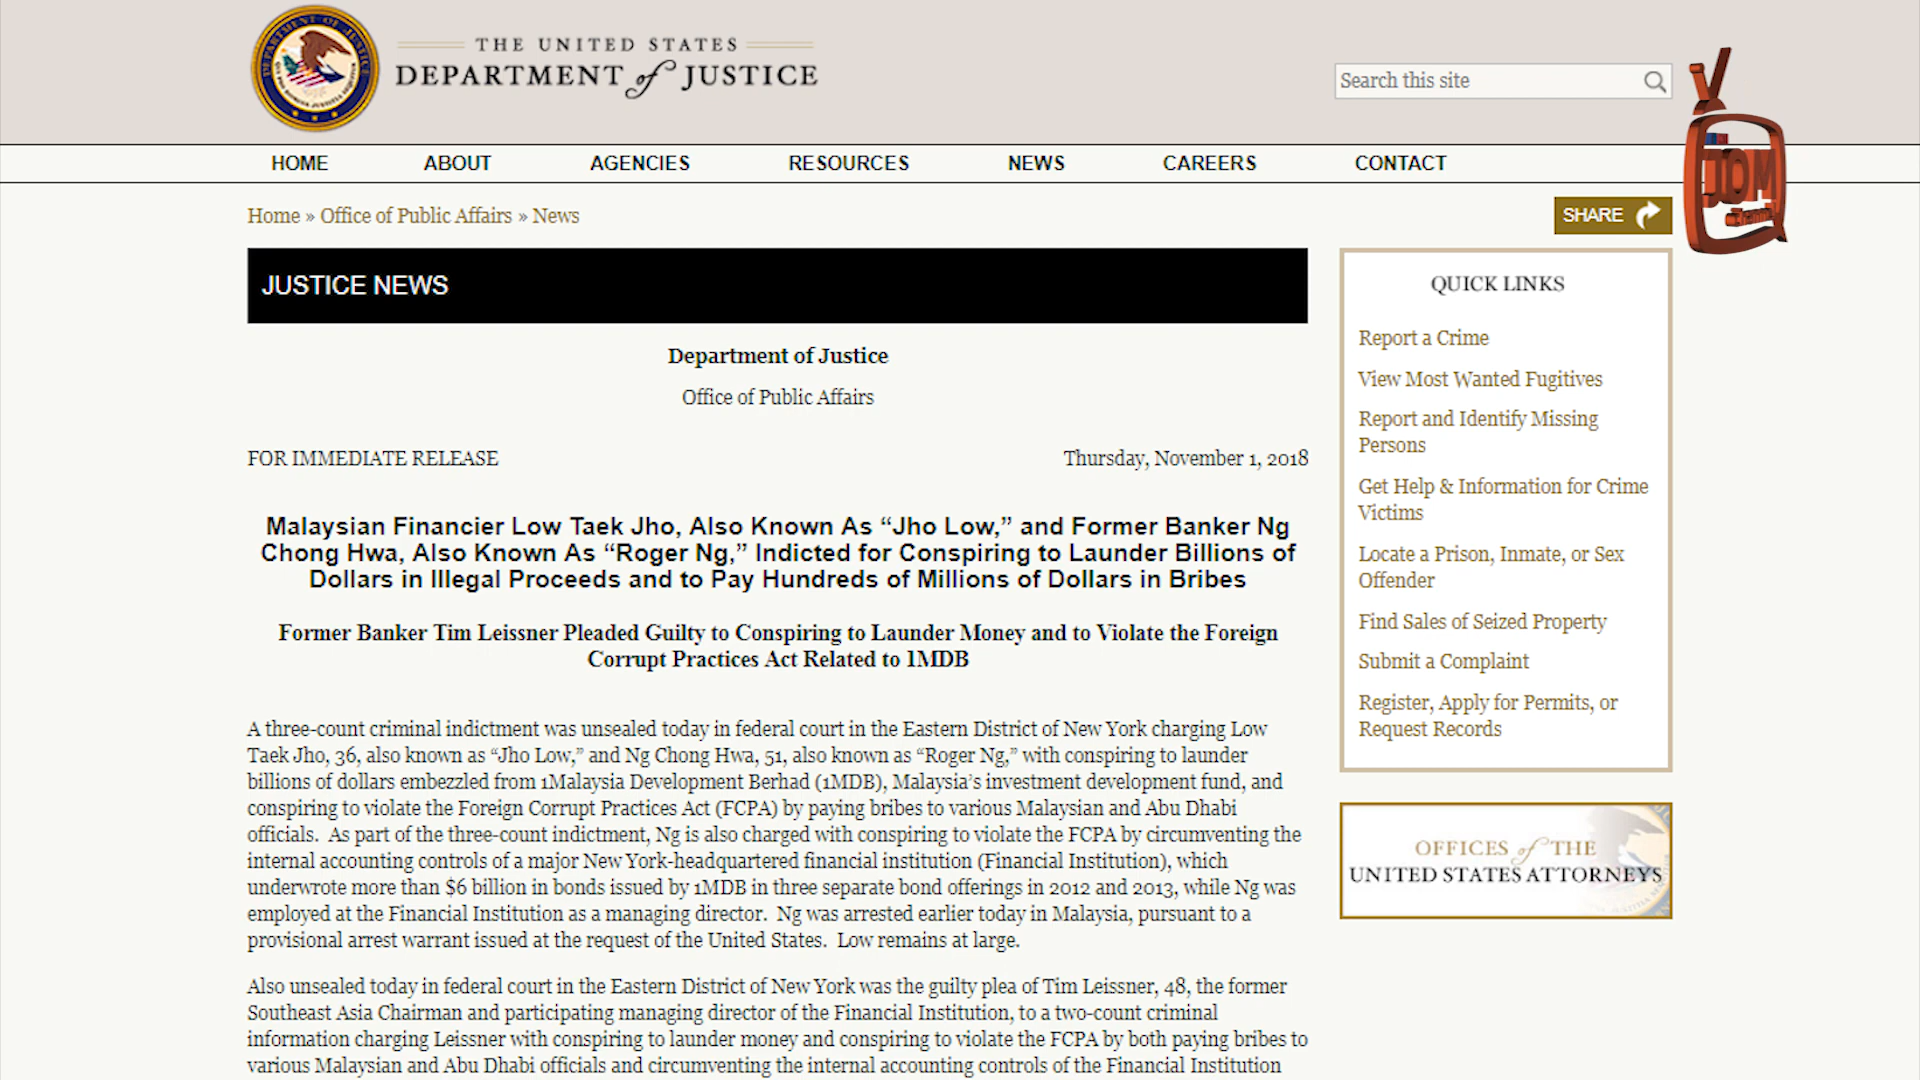 THE UNITED STATES
DEPARTMENT of JUSTICE
Search this site
HOME
ABOUT
AGENCIES
RESOURCES
NEWS
CAREERS
CONTACT
JOM
Home » Office of Public Affairs » News
SHARE
JUSTICE NEWS
Department of Justice
Office of Public Affairs
FOR IMMEDIATE RELEASE
Thursday, November 1, 2018
Malaysian Financier Low Taek Jho, Also Known As “Jho Low,” and Former Banker Ng
Chong Hwa, Also Known As “Roger Ng,” Indicted for Conspiring to Launder Billions of
Dollars in Illegal Proceeds and to Pay Hundreds of Millions of Dollars in Bribes
Former Banker Tim Leissner Pleaded Guilty to Conspiring to Launder Money and to Violate the Foreign
Corrupt Practices Act Related to 1MDB
A three-count criminal indictment was unsealed today in federal court in the Eastern District of New York charging Low
Taek Jho, 36, also known as “Jho Low,” and Ng Chong Hwa, 51, also known as “Roger Ng,” with conspiring to launder
billions of dollars embezzled from 1Malaysia Development Berhad (1MDB), Malaysia’s investment development fund, and
conspiring to violate the Foreign Corrupt Practices Act (FCPA) by paying bribes to various Malaysian and Abu Dhabi
officials.  As part of the three-count indictment, Ng is also charged with conspiring to violate the FCPA by circumventing the
internal accounting controls of a major New York-headquartered financial institution (Financial Institution), which
underwrote more than $6 billion in bonds issued by 1MDB in three separate bond offerings in 2012 and 2013, while Ng was
employed at the Financial Institution as a managing director.  Ng was arrested earlier today in Malaysia, pursuant to a
provisional arrest warrant issued at the request of the United States.  Low remains at large.
Also unsealed today in federal court in the Eastern District of New York was the guilty plea of Tim Leissner, 48, the former
Southeast Asia Chairman and participating managing director of the Financial Institution, to a two-count criminal
information charging Leissner with conspiring to launder money and conspiring to violate the FCPA by both paying bribes to
various Malaysian and Abu Dhabi officials and circumventing the internal accounting controls of the Financial Institution
QUICK LINKS
Report a Crime
View Most Wanted Fugitives
Report and Identify Missing
Persons
Get Help & Information for Crime
Victims
Locate a Prison, Inmate, or Sex
Offender
Find Sales of Seized Property
Submit a Complaint
Register, Apply for Permits, or
Request Records
OFFICES of THE
UNITED STATES ATTORNEYS